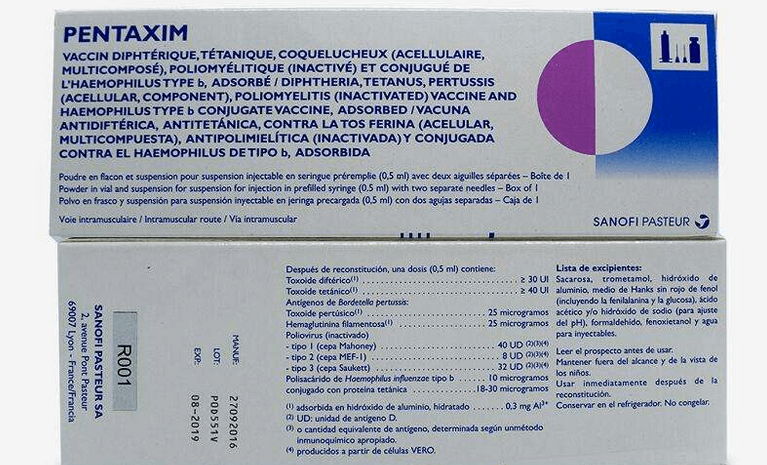 PENTAXIM
VACCIN DIPHTÉRIQUE, TÉTANIQUE, COQUELUCHEUX (ACELLULAIRE,
MULTICOMPOSÉ), POLIOMYÉLITIQUE (INACTIVÉ) ET CONJUGUÉ DE
L'HAEMOPHILUS TYPE b, ADSORBÉ / DIPHTHERIA, TETANUS, PERTUSSIS
(ACELLULAR, COMPONENT), POLIOMYELITIS (INACTIVATED) VACCINE AND
HAEMOPHILUS TYPE b CONJUGATE VACCINE, ADSORBED / VACUNA
ANTIDIFTÉRICA, ANTITETÁNICA, CONTRA LA TOS FERINA (ACELULAR,
MULTICOMPUESTA), ANTIPOLIMIELÍTICA (INACTIVADA) Y CONJUGADA
CONTRA EL HAEMOPHILUS DE TIPO b, ADSORBIDA
Poudre en flacon et suspension pour suspension injectable en seringue préremplie (0,5 ml) avec deux aiguilles séparées – Boîte de 1
Powder in vial and suspension for suspension for injection in prefilled syringe (0.5 ml) with two separate needles – Box of 1
Polvo en frasco y suspensión para suspensión inyectable en jeringa precargada (0,5 ml) con dos agujas separadas – Caja de 1
Voie intramusculaire / Intramuscular route / Via intramuscular
SANOFI PASTEUR
SANOFI PASTEUR SA
2, avenue Pont Pasteur
69007 Lyon - France/Francia
R001
MANUF. 27092016
LOT: P0D551V
EXP: 08-2019
Después de reconstitución, una dosis (0,5 ml) contiene:
Toxoide diftérico(1) ≥ 30 UI
Toxoide tetánico(1) ≥ 40 UI
Antígenos de Bordetella pertussis:
Toxoide pertúsico(1) 25 microgramos
Hemaglutinina filamentosa(1) 25 microgramos
Poliovirus (inactivado)
- tipo 1 (cepa Mahoney) 40 UD (2)(3)(4)
- tipo 2 (cepa MEF-1) 8 UD (2)(3)(4)
- tipo 3 (cepa Saukett) 32 UD (2)(3)(4)
Polisacárido de Haemophilus influenzae tipo b 10 microgramos
conjugado con proteína tetánica 18-30 microgramos
(1) adsorbida en hidróxido de aluminio, hidratado 0,3 mg Al3+
(2) UD: unidad de antígeno D.
(3) o cantidad equivalente de antígeno, determinada según unmétodo
inmunoquímico apropiado.
(4) producidos a partir de células VERO.
Lista de excipientes:
Sacarosa, trometamol, hidróxido de
aluminio, medio de Hanks sin rojo de fenol
(incluyendo la fenilalanina y la glucosa), ácido
acético y/o hidróxido de sodio (para ajuste
del pH), formaldehido, fenoxietanol y agua
para inyectables.
Leer el prospecto antes de usar.
Mantener fuera del alcance y de la vista de
los niños.
Usar inmediatamente después de la
reconstitución.
Conservar en el refrigerador. No congelar.